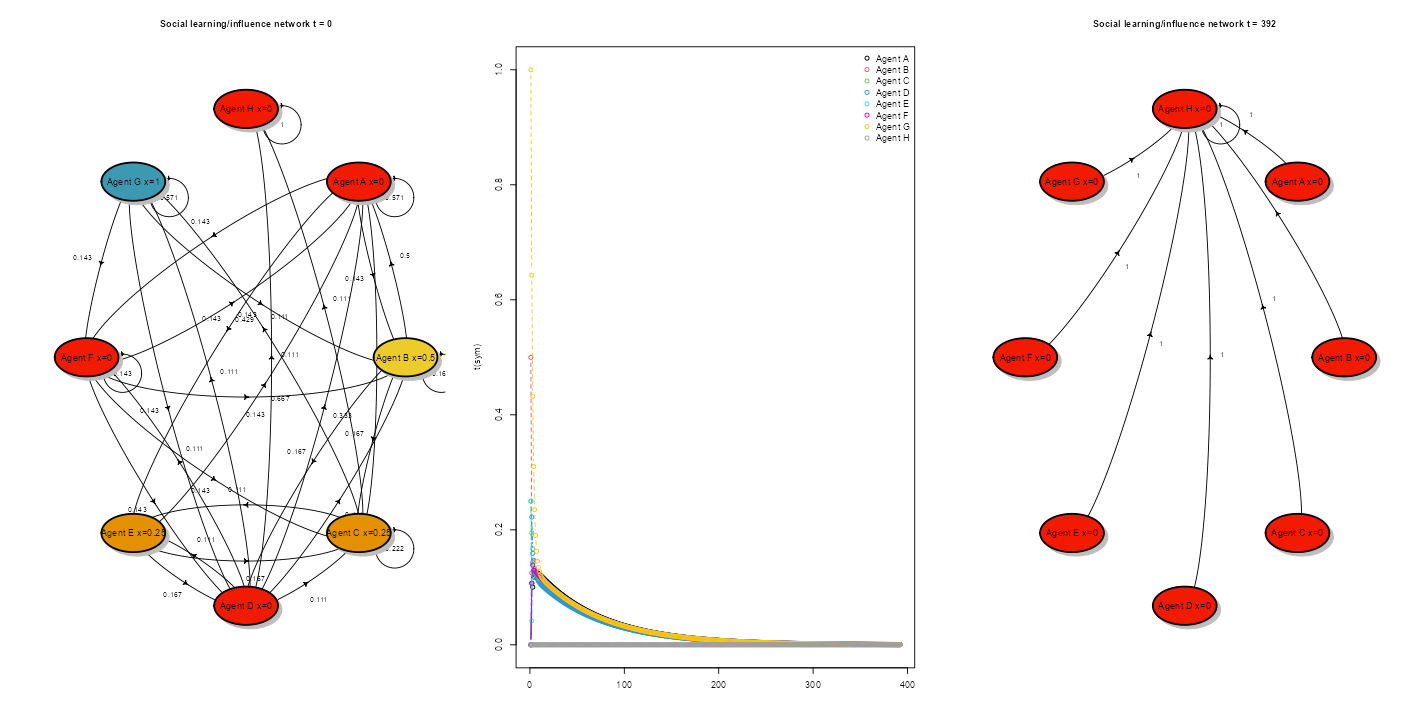 Social learning/influence network t = 0
Agent H x=0
1
Agent G x=1
Agent A x=0
0.571
0.143
0.143
0.5
0.143
0.111
0.143
0.143
0.429
0.111
0.111
Agent F x=0
0.143
Agent B x=0.5
0.111
0.667
0.143
0.143
0.333
0.167
0.111
0.167
0.143
0.111
0.143
Agent E x=0.25
Agent C x=0.25
0.111
0.167
0.167
0.111
Agent D x=0
t(sym)
1.0
0.8
0.6
0.4
0.2
0.0
0
100
200
300
400
Agent A
Agent B
Agent C
Agent D
Agent E
Agent F
Agent G
Agent H
Social learning/influence network t = 392
Agent H x=0
1
1
Agent G x=0
1
Agent A x=0
1
1
Agent F x=0
1
1
Agent B x=0
Agent E x=0
Agent C x=0
Agent D x=0